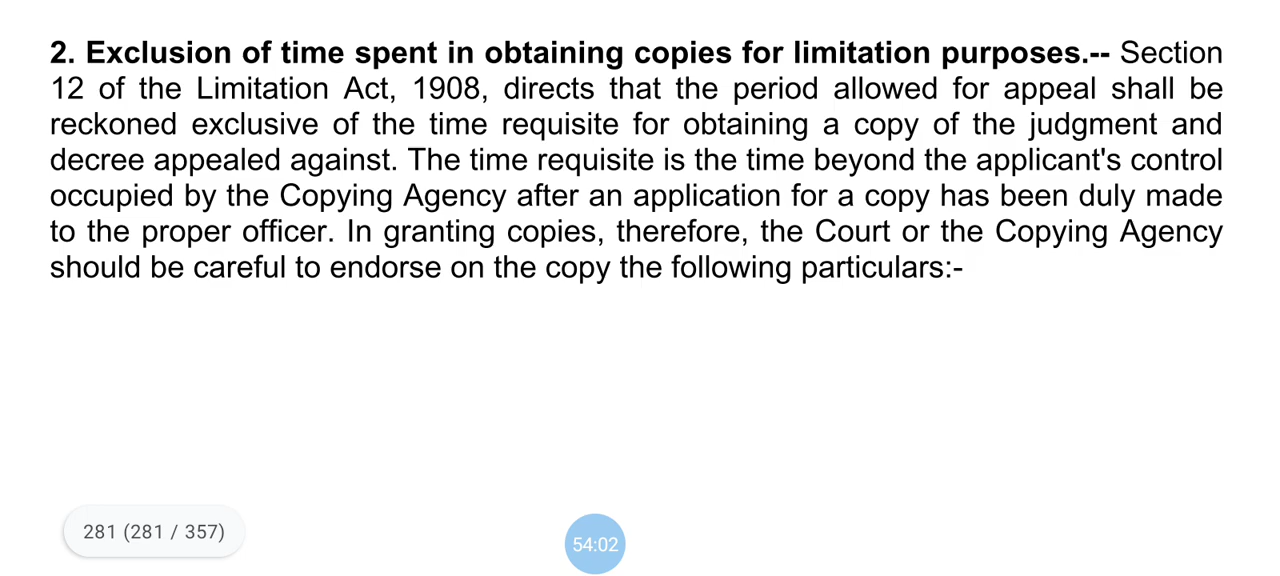 2. Exclusion of time spent in obtaining copies for limitation purposes.-- Section
12 of the Limitation Act, 1908, directs that the period allowed for appeal shall be
reckoned exclusive of the time requisite for obtaining a copy of the judgment and
decree appealed against. The time requisite is the time beyond the applicant's control
occupied by the Copying Agency after an application for a copy has been duly made
to the proper officer. In granting copies, therefore, the Court or the Copying Agency
should be careful to endorse on the copy the following particulars:-
281 (281 / 357)
54:02